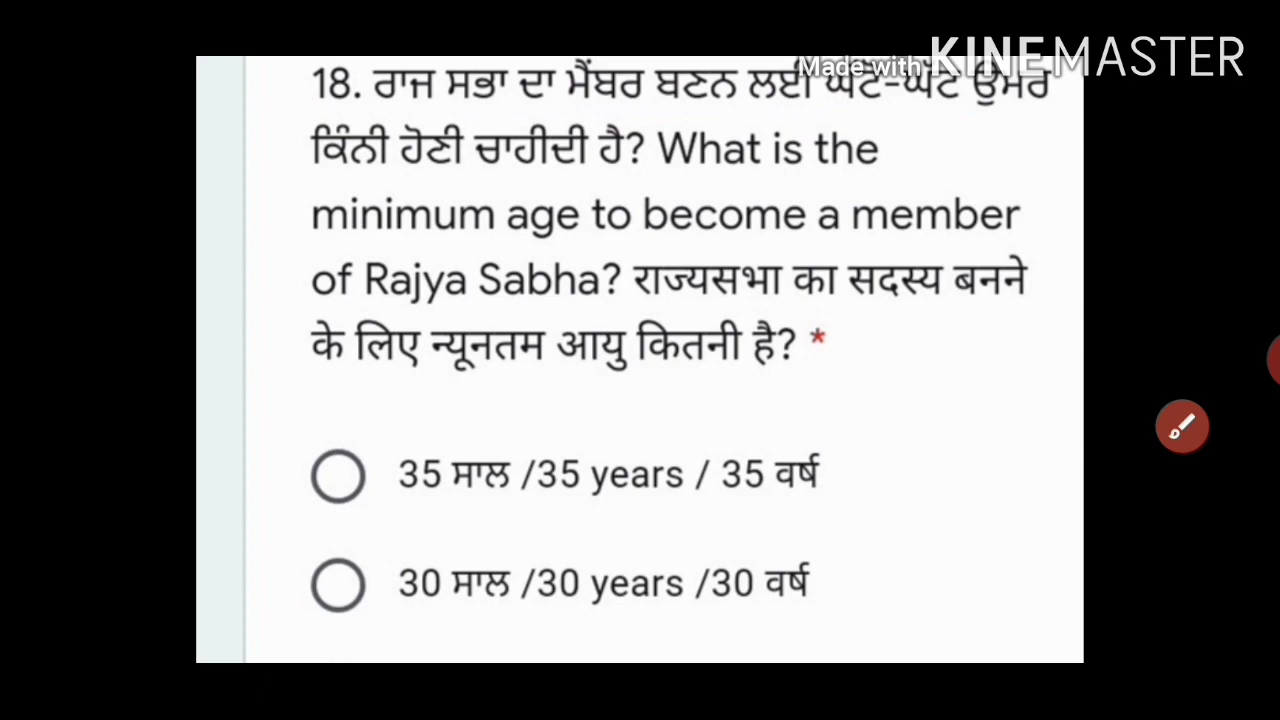 Made with KINEMASTER
18. ਰਾਜ ਸਭਾ ਦਾ ਮੈਂਬਰ ਬਣਨ ਲਈ ਘੱਟ-ਘੱਟ ਉਮਰ
ਕਿੰਨੀ ਹੋਣੀ ਚਾਹੀਦੀ ਹੈ? What is the
minimum age to become a member
of Rajya Sabha? राज्यसभा का सदस्य बनने
के लिए न्यूनतम आयु कितनी है? *
35 ਸਾਲ /35 years / 35 वर्ष
30 ਸਾਲ /30 years /30 वर्ष